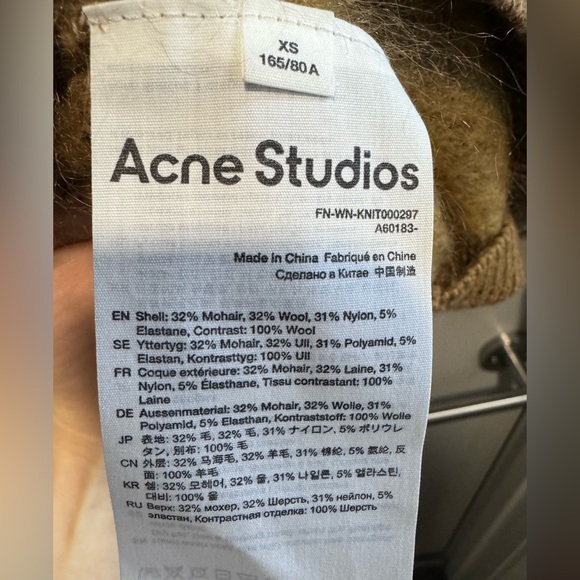 XS
165/80A
Acne Studios
FN-WN-KNIT000297
A60183-
Made in China Fabriqué en Chine
Сделано в Китае 中国制造
EN Shell: 32% Mohair, 32% Wool, 31% Nylon, 5%
Elastane, Contrast: 100% Wool
SE Yttertyg: 32% Mohair, 32% Ull, 31% Polyamid, 5%
Elastan, Kontrasttyg: 100% Ull
FR Coque extérieure: 32% Mohair, 32% Laine, 31%
Nylon, 5% Élasthane, Tissu contrastant: 100%
Laine
DE Aussenmaterial: 32% Mohair, 32% Wolle, 31%
Polyamid, 5% Elasthan, Kontraststoff: 100% Wolle
JP 表地: 32% 毛, 32% 毛, 31% ナイロン, 5% ポリウレ
タン, 別布: 100% 毛
CN 外层: 32% 马海毛, 32% 羊毛, 31% 锦纶, 5% 氨纶, 反
面: 100% 羊毛
KR 쉘: 32% 모헤어, 32% 울, 31% 나일론, 5% 엘라스틴,
대비: 100% 울
RU Верх: 32% мохер, 32% Шерсть, 31% нейлон, 5%
эластан, Контрастная отделка: 100% Шерсть